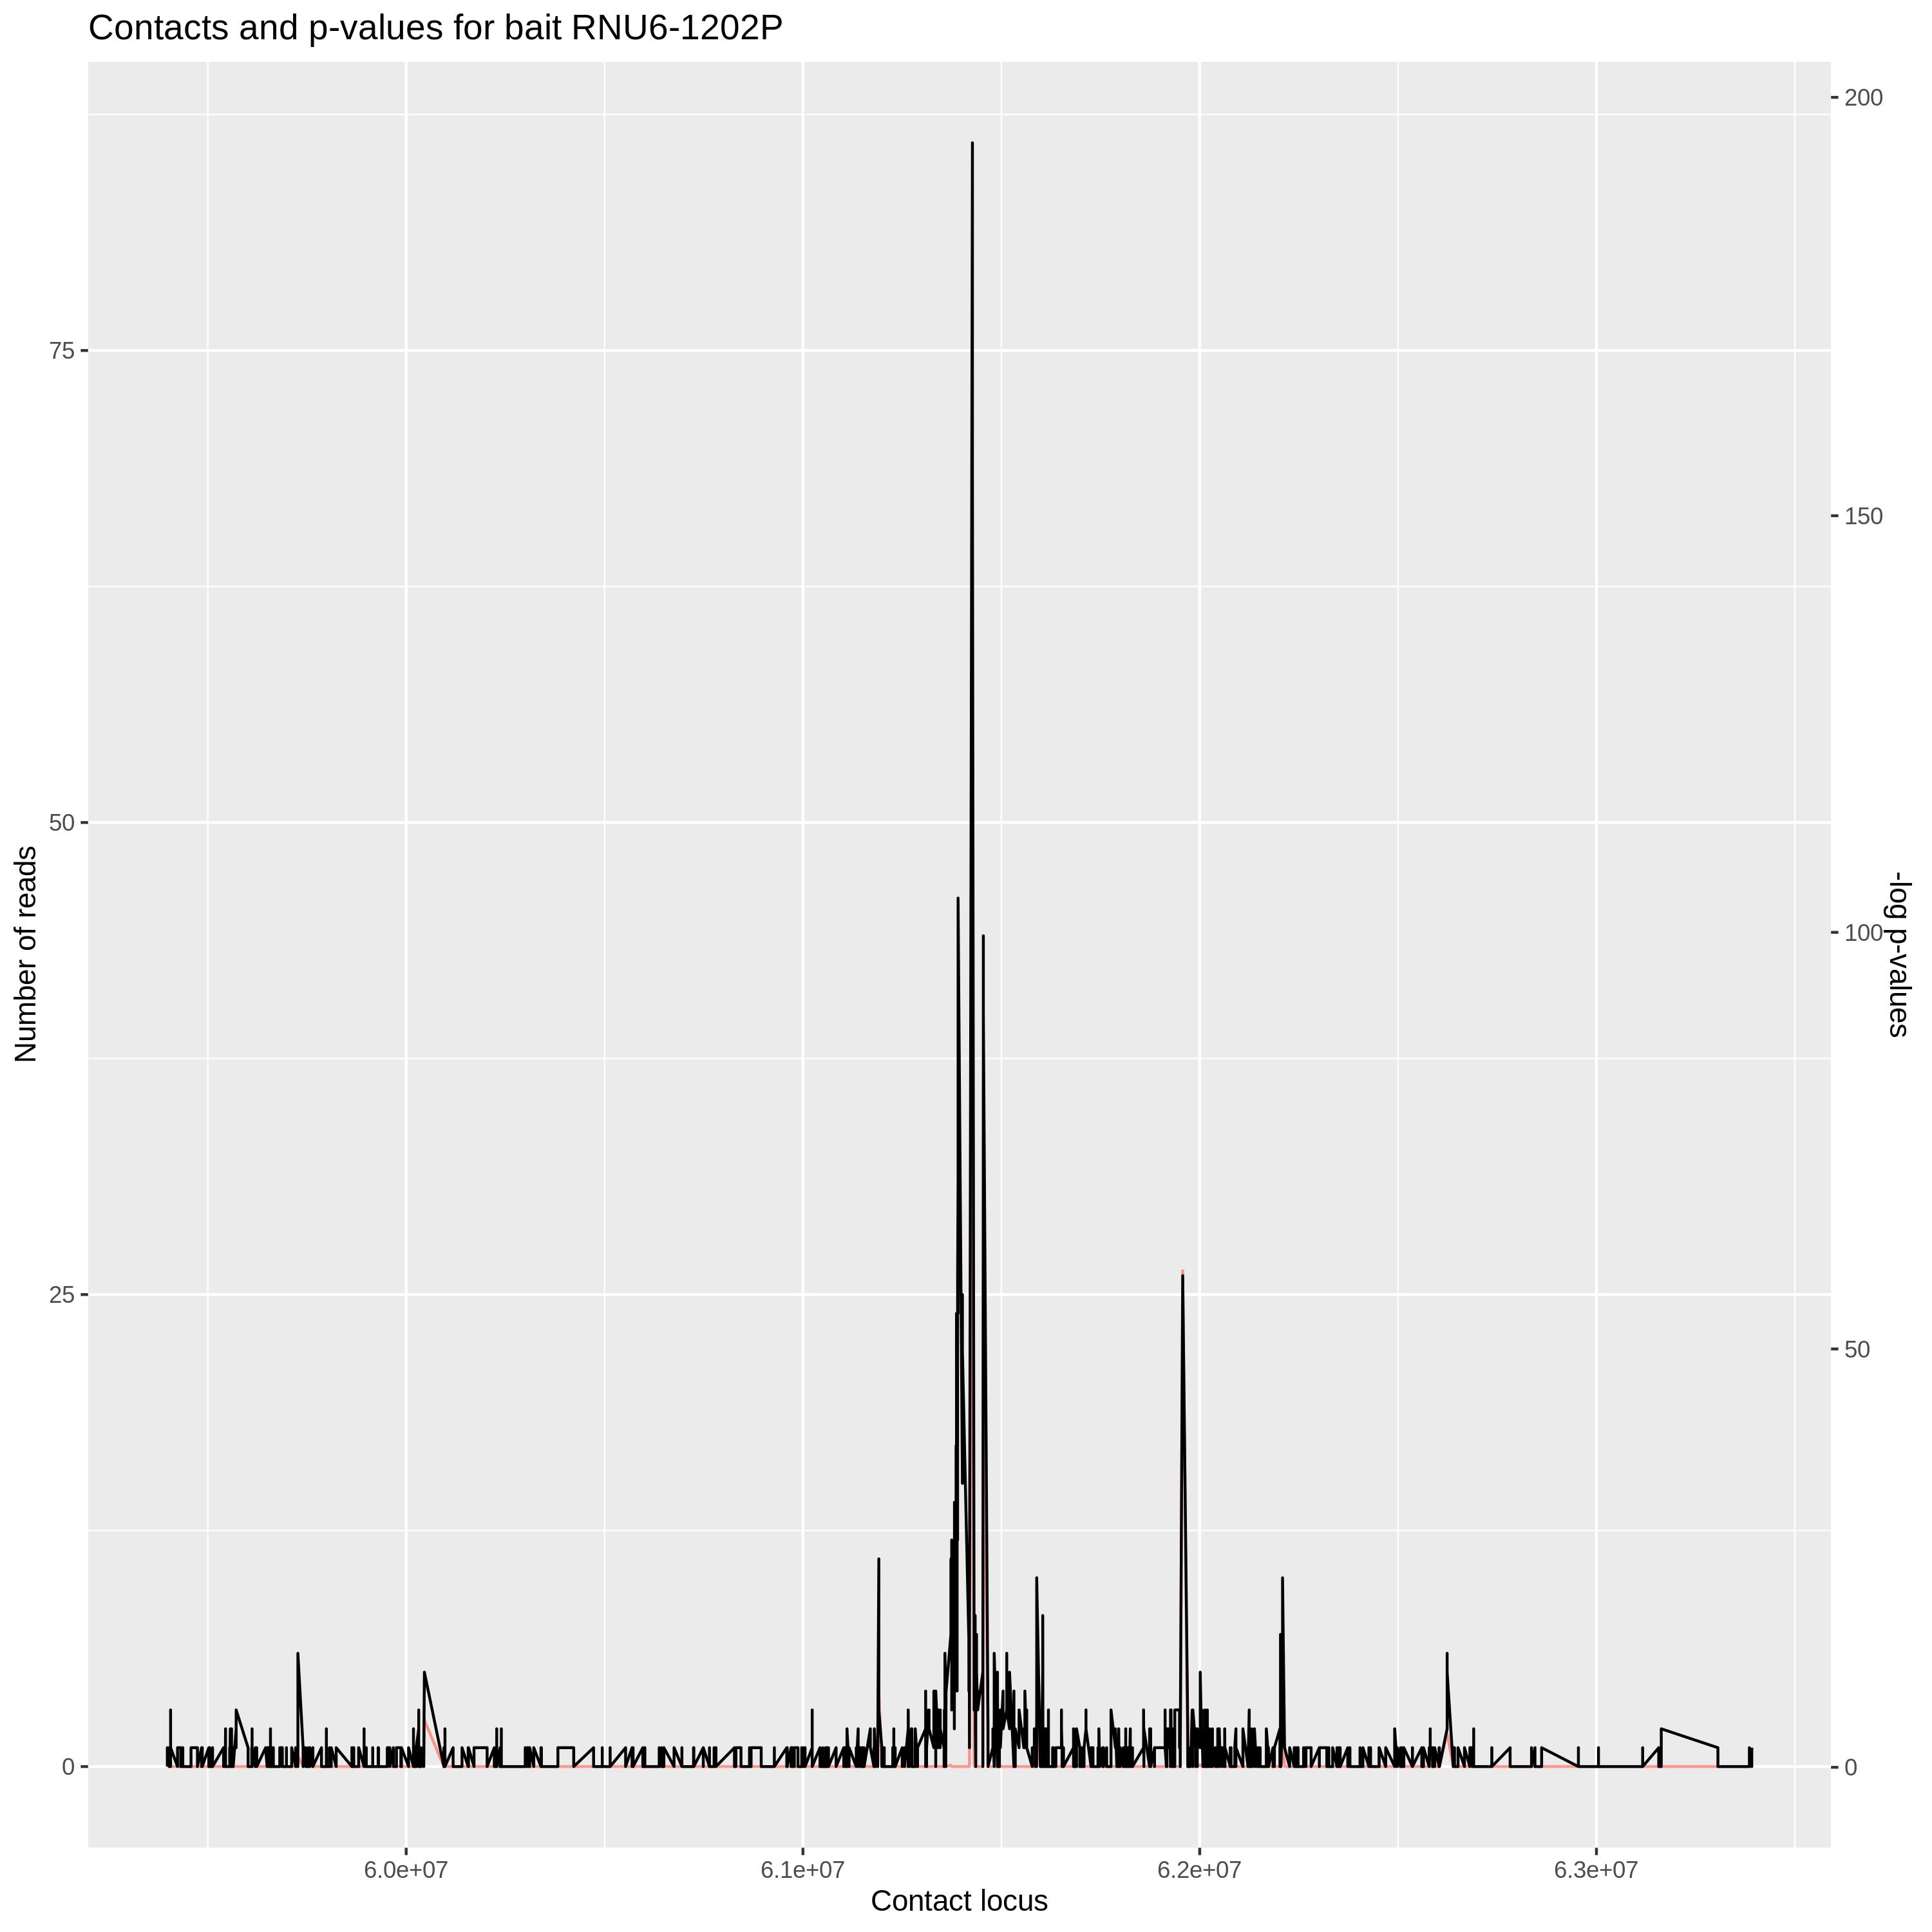 Contacts and p-values for bait RNU6-1202P
200
75
150
50
Number of reads
-log p-values
100
25
50
0
0
6.0e+07
6.1e+07
6.2e+07
6.3e+07
Contact locus